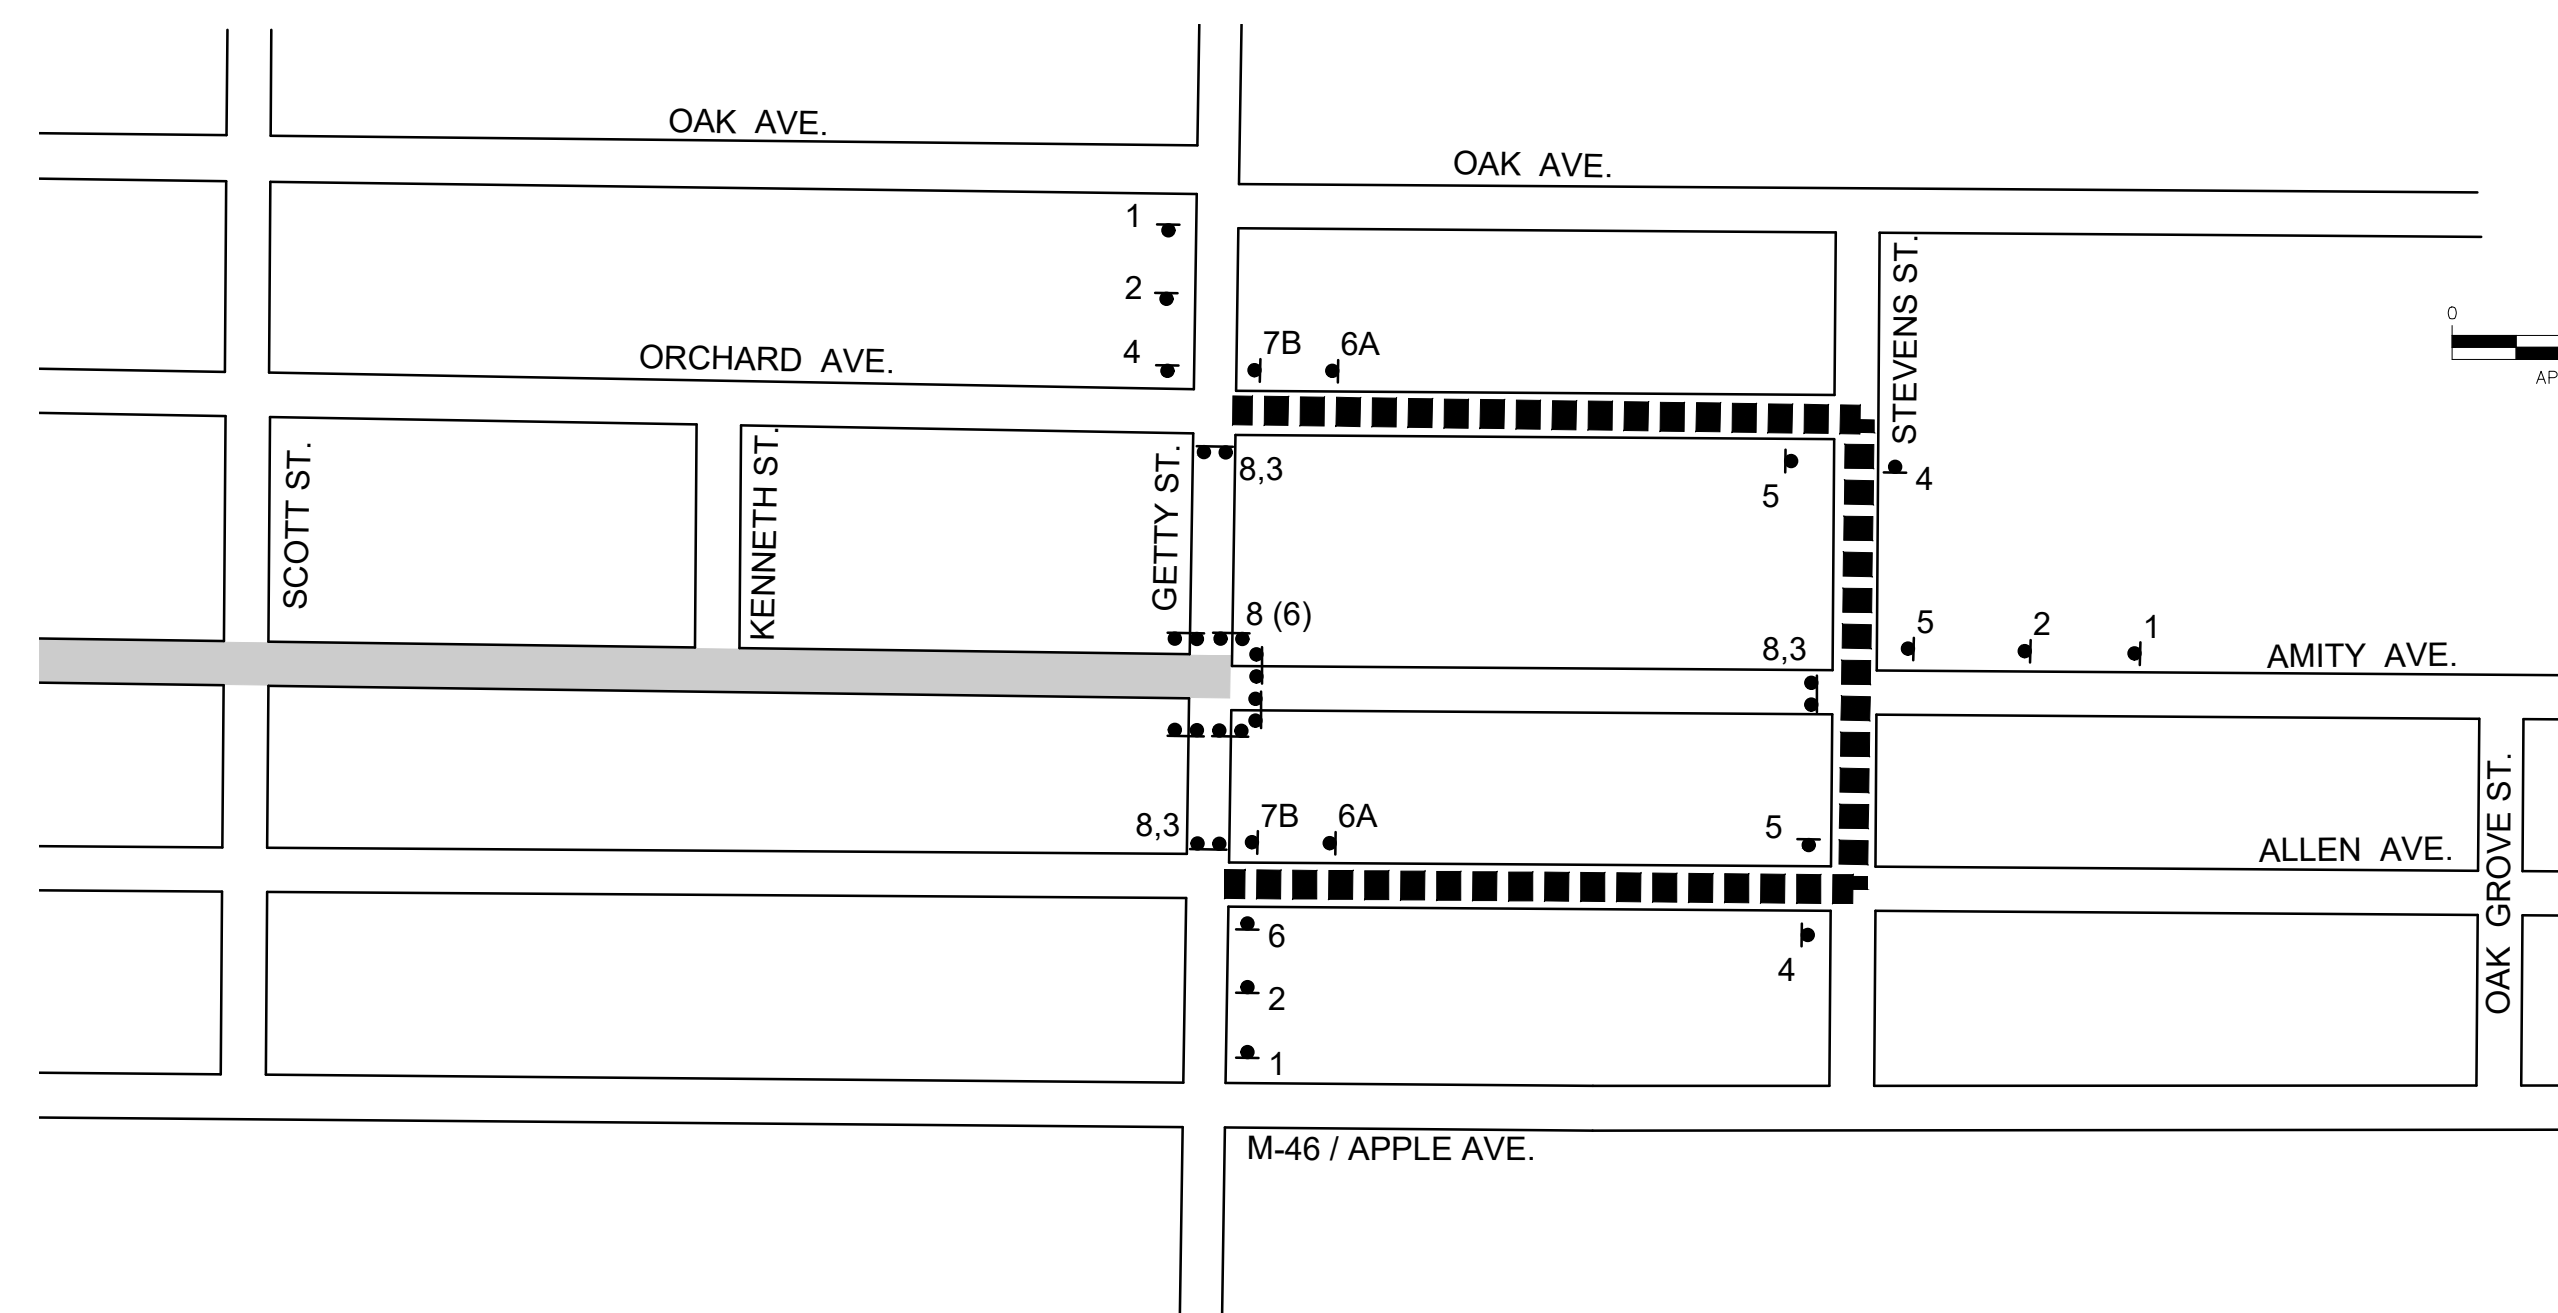 OAK AVE.
OAK AVE.
1
2
4
ORCHARD AVE.
7B
6A
STEVENS ST.
0
AP
SCOTT ST.
KENNETH ST.
GETTY ST.
8,3
5
4
8 (6)
8,3
5
2
1
AMITY AVE.
8,3
7B
6A
5
ALLEN AVE.
OAK GROVE ST.
6
2
1
4
M-46 / APPLE AVE.